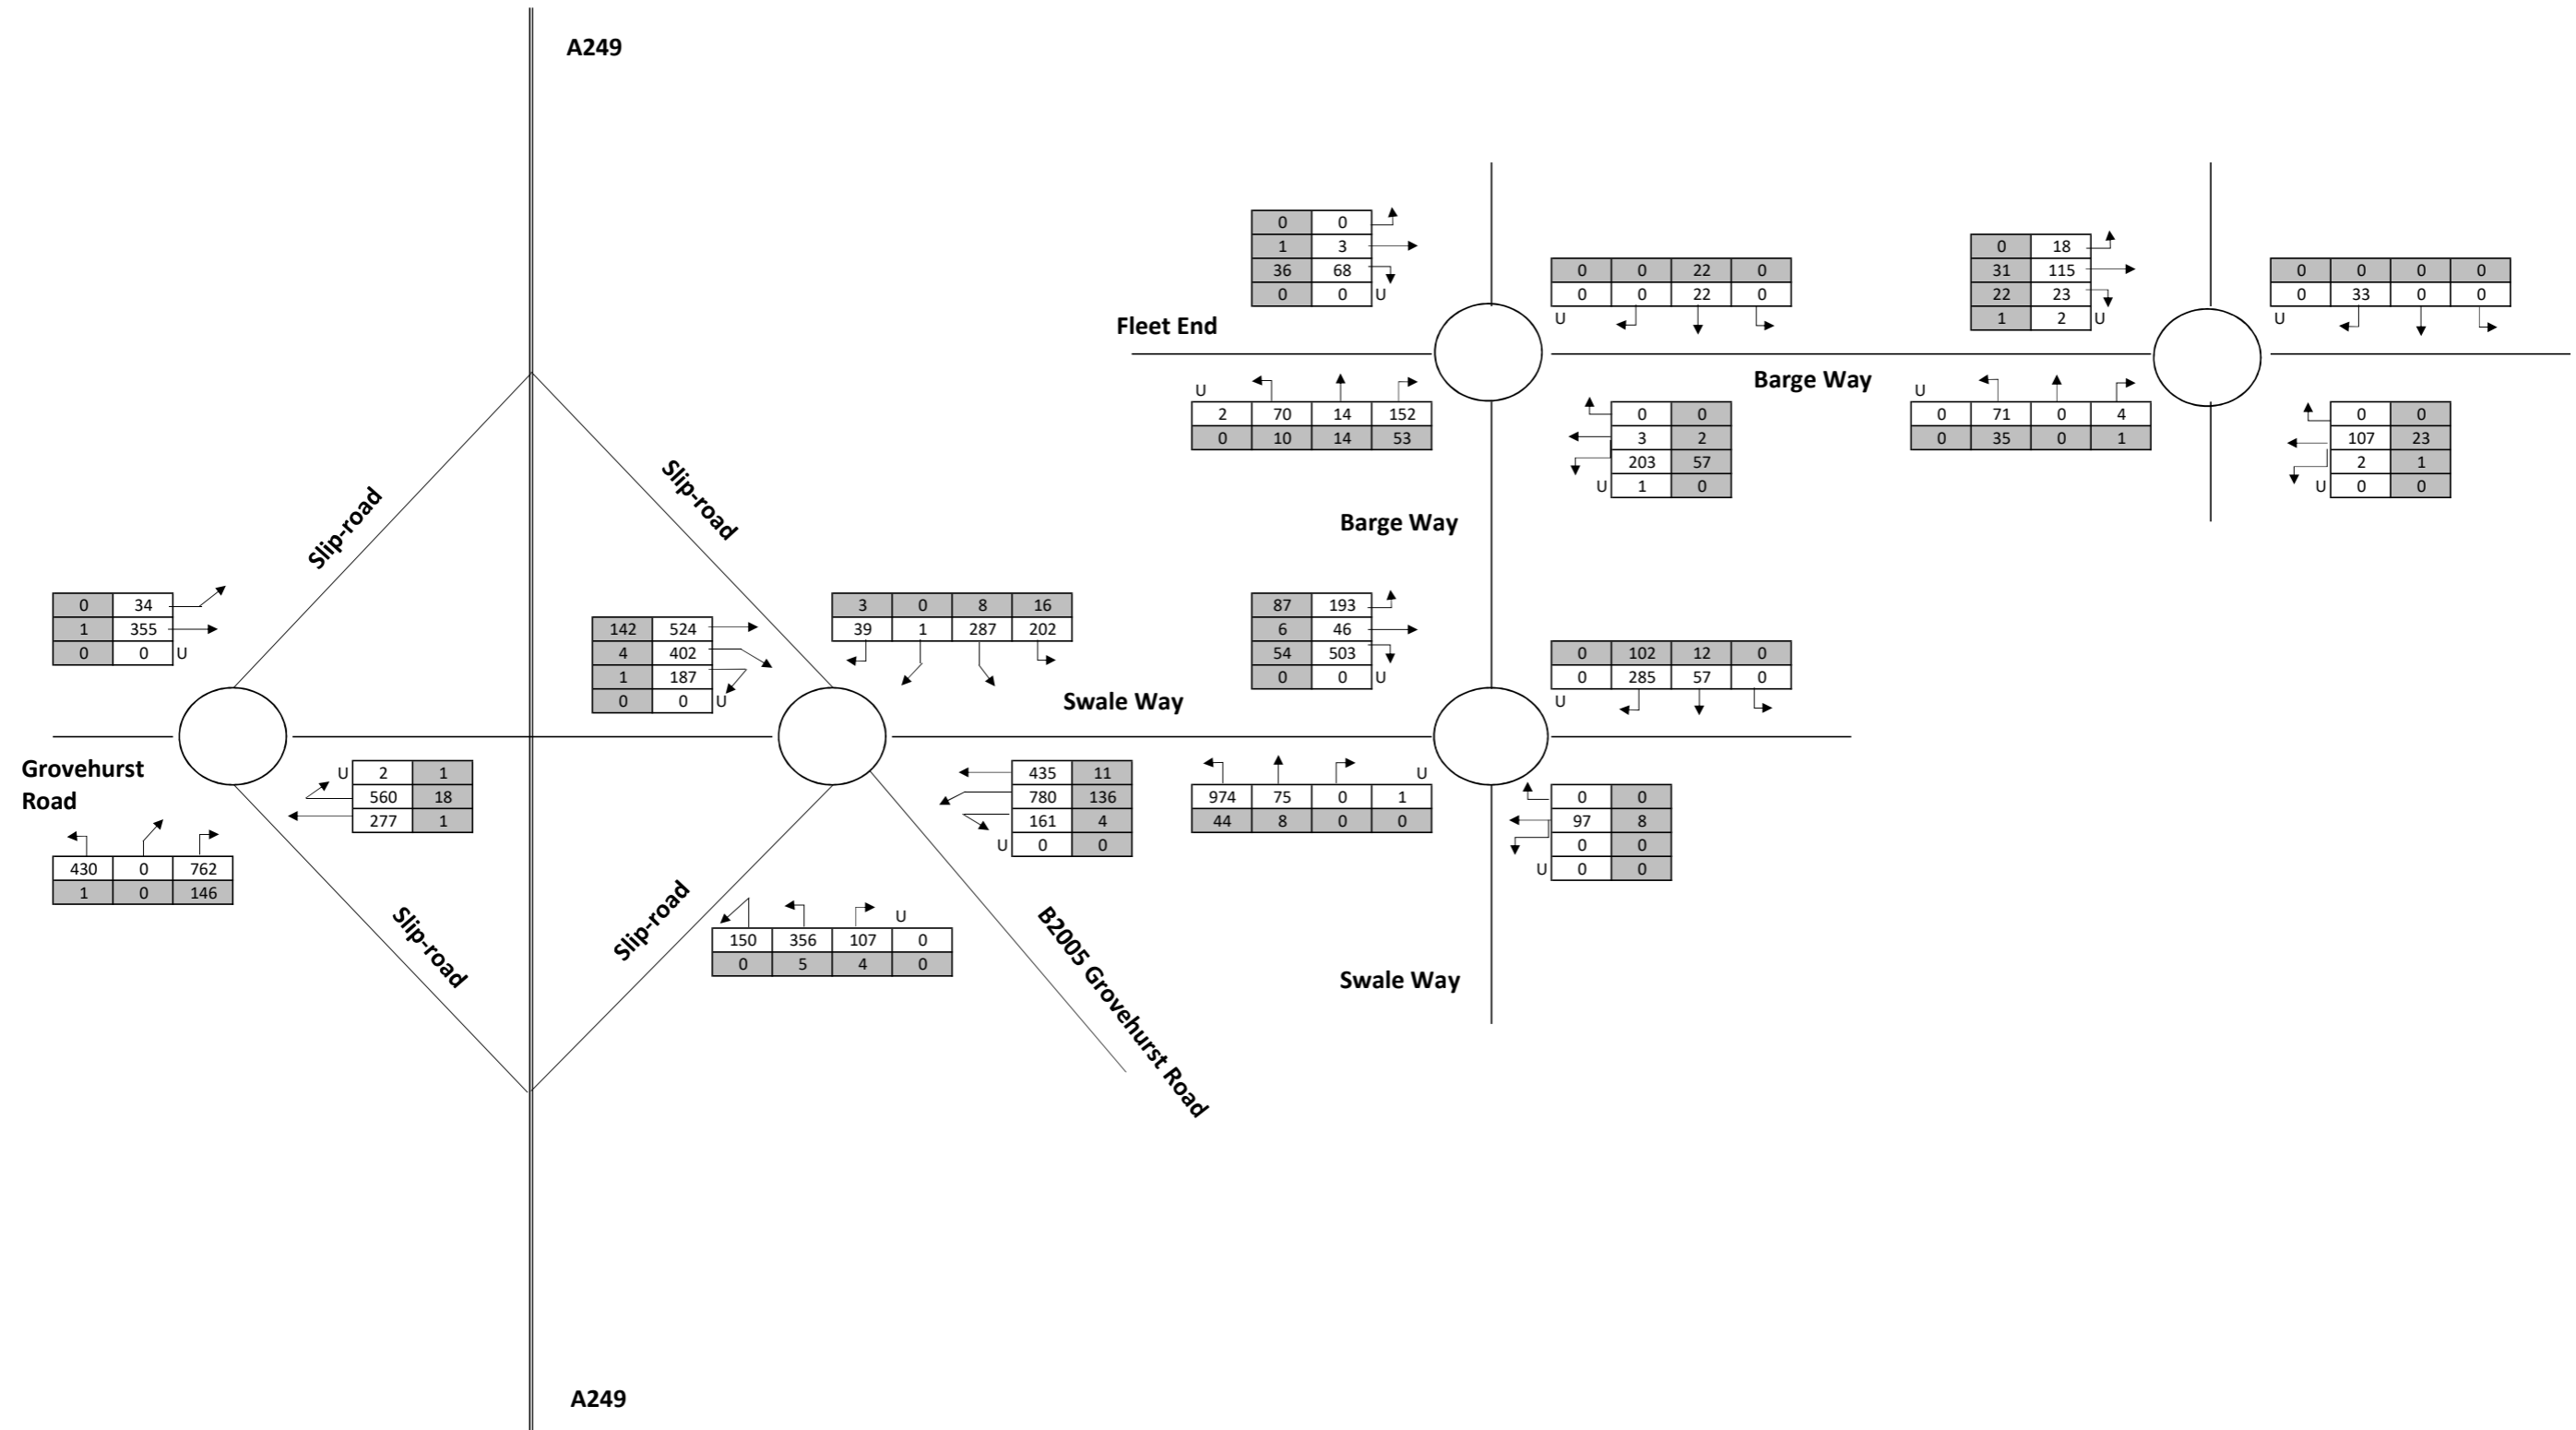 A249
0 0
1 3
36 68
0 0 U
0 0 22 0
0 0 22 0
U
0 18
31 115
22 23
1 2 U
0 0 0 0
0 33 0 0
U
Fleet End
Barge Way
U
2 70 14 152
0 10 14 53
0 0
3 2
203 57
U 1 0
U
0 71 0 4
0 35 0 1
0 0
107 23
2 1
U 0 0
Slip-road
Slip-road
Barge Way
0 34
1 355
0 0 U
142 524
4 402
1 187
0 0 U
3 0 8 16
39 1 287 202
87 193
6 46
54 503
0 0 U
0 102 12 0
0 285 57 0
U
Swale Way
Grovehurst
Road
U 2 1
560 18
277 1
430 0 762
1 0 146
435 11
780 136
161 4
U 0 0
U
974 75 0 1
44 8 0 0
0 0
97 8
0 0
U 0 0
Slip-road
Slip-road
U
150 356 107 0
0 5 4 0
B2005 Grovehurst Road
Swale Way
A249